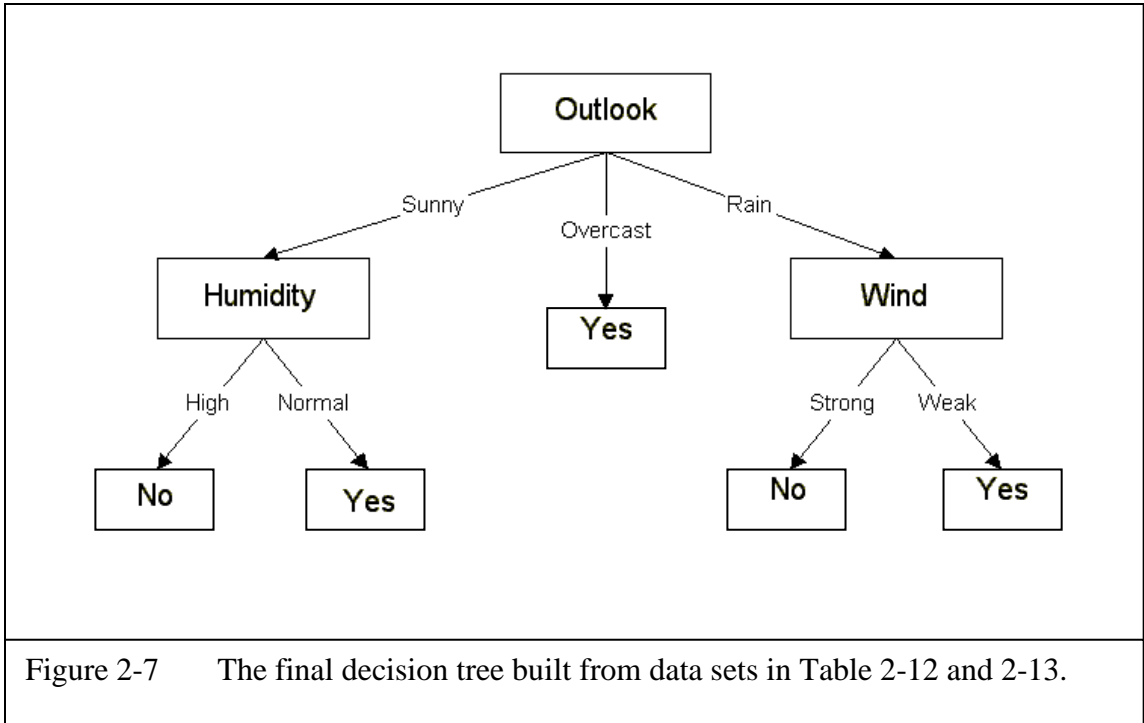 Outlook
Sunny
Overcast
Rain
Humidity
Yes
Wind
High
Normal
Strong
Weak
No
Yes
No
Yes
Figure 2-7 The final decision tree built from data sets in Table 2-12 and 2-13.